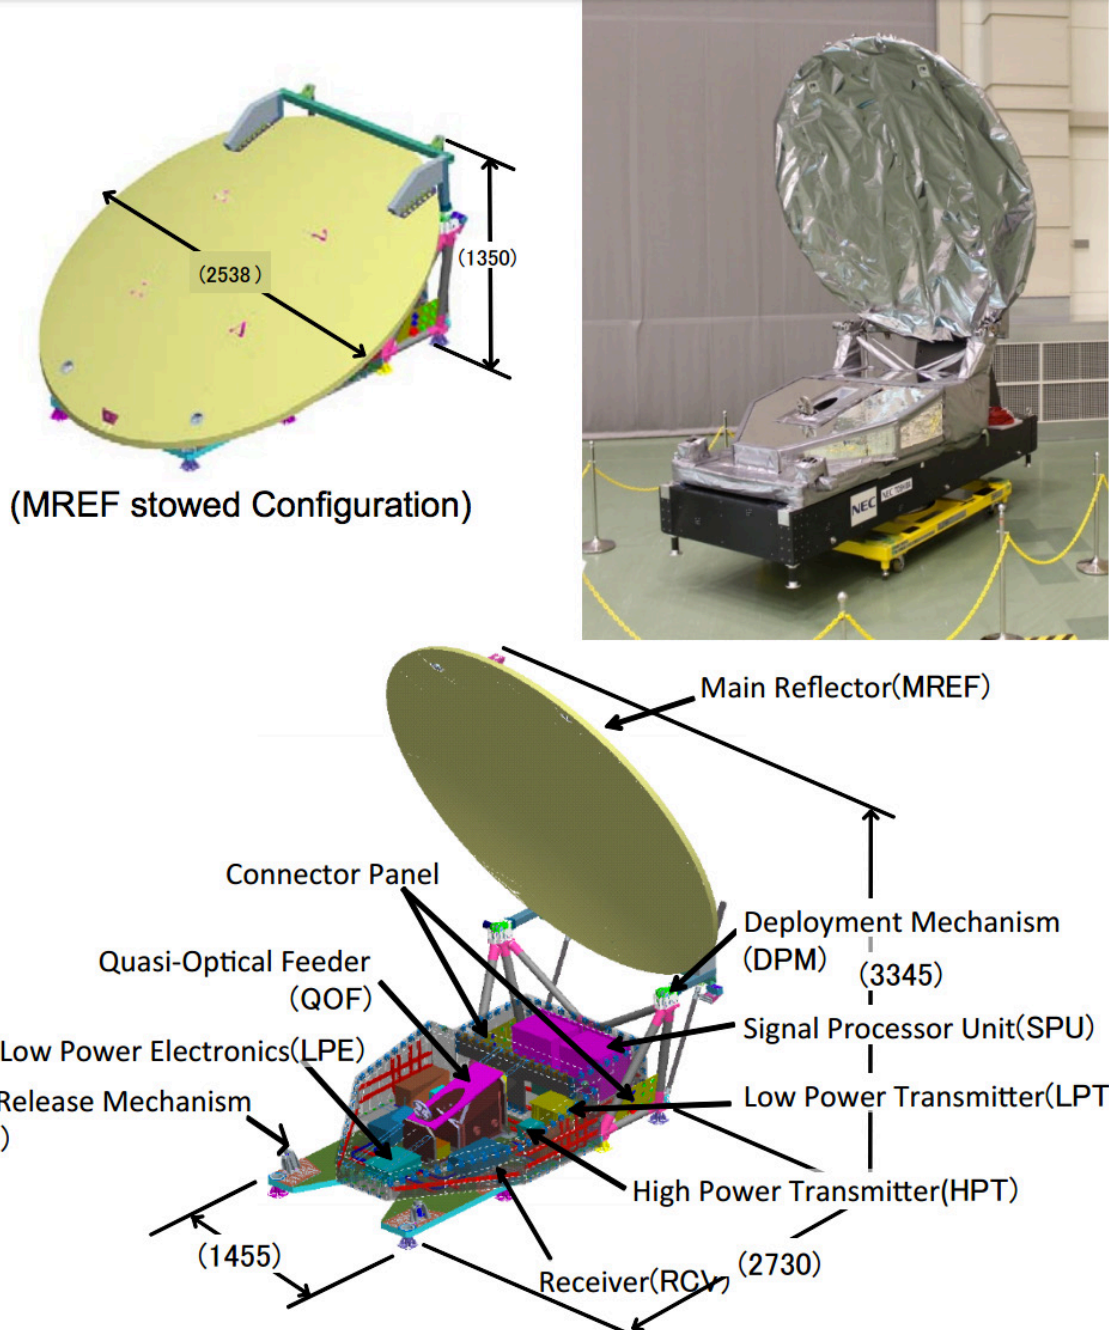 (2538)
(1350)
(MREF stowed Configuration)
NEC
NEC
Main Reflector(MREF)
Connector Panel
Deployment Mechanism
(DPM)
(3345)
Quasi-Optical Feeder
(QOF)
Signal Processor Unit(SPU)
Low Power Electronics(LPE)
Release Mechanism
)
Low Power Transmitter(LPT
High Power Transmitter(HPT)
(1455)
(2730)
Receiver(RCV)